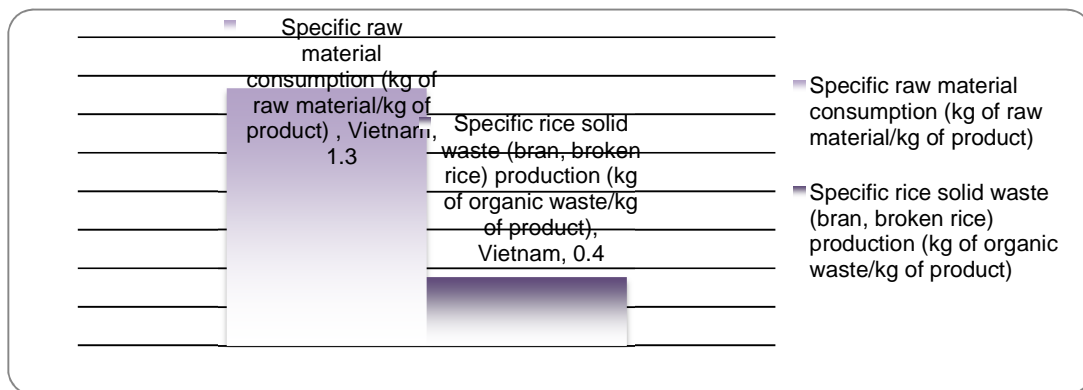 Specific raw
material
consumption (kg of
raw material/kg of
product) , Vietnam,
1.3
Specific rice solid
waste (bran, broken
rice) production (kg
of organic waste/kg
of product),
Vietnam, 0.4
Specific raw material
consumption (kg of raw
material/kg of product)
Specific rice solid waste
(bran, broken rice)
production (kg of organic
waste/kg of product)